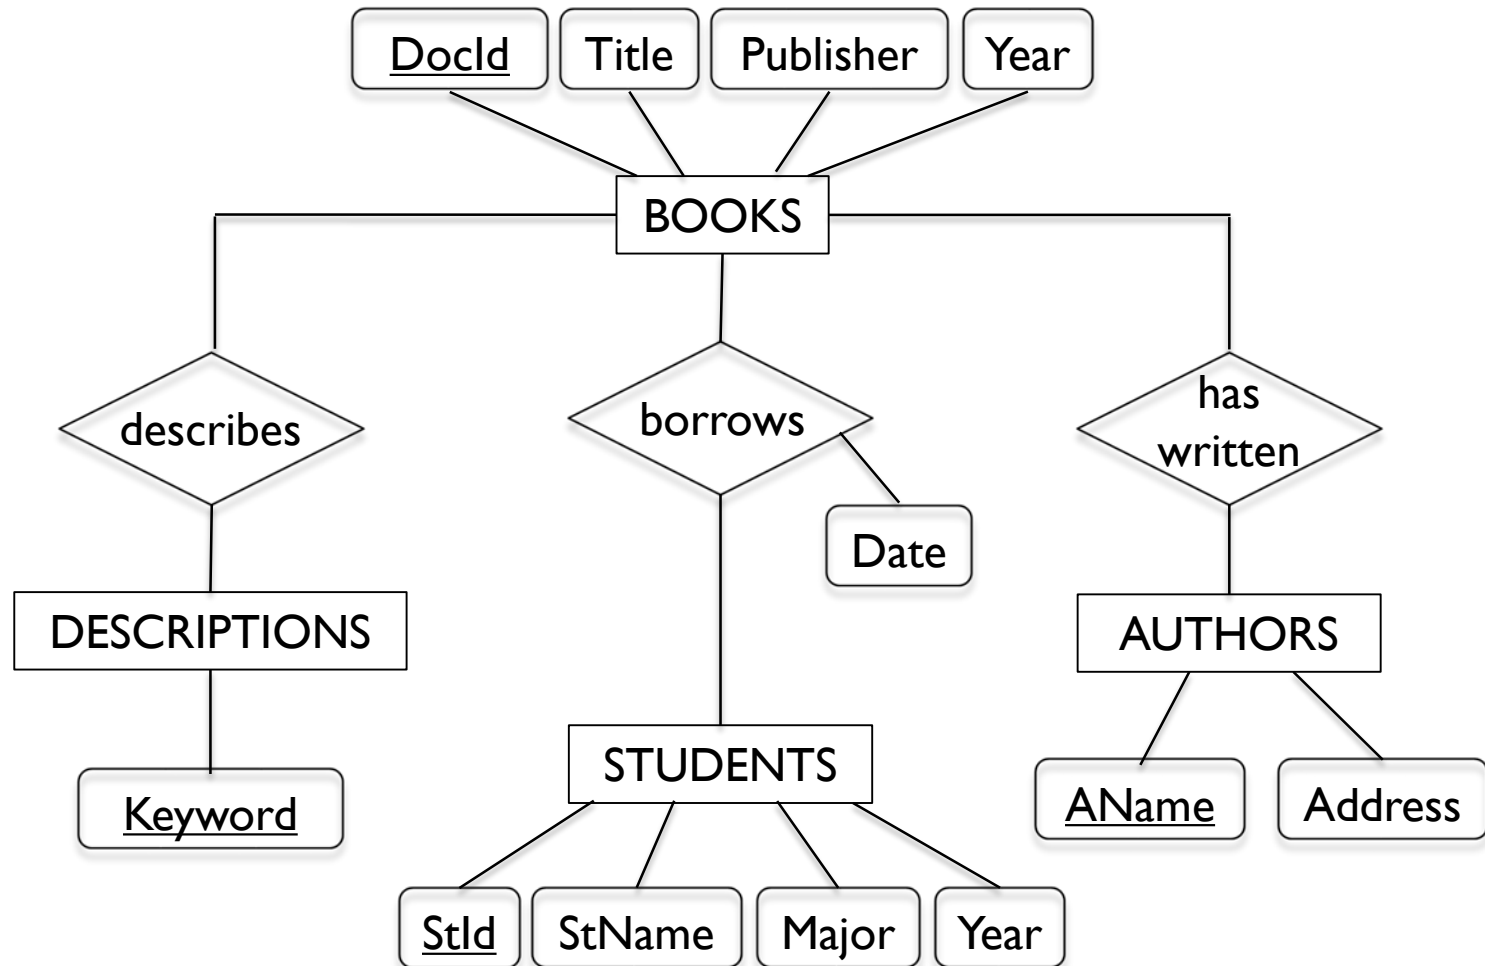 DocId
Title
Publisher
Year
BOOKS
describes
borrows
has
written
Date
DESCRIPTIONS
AUTHORS
STUDENTS
Keyword
AName
Address
StId
StName
Major
Year